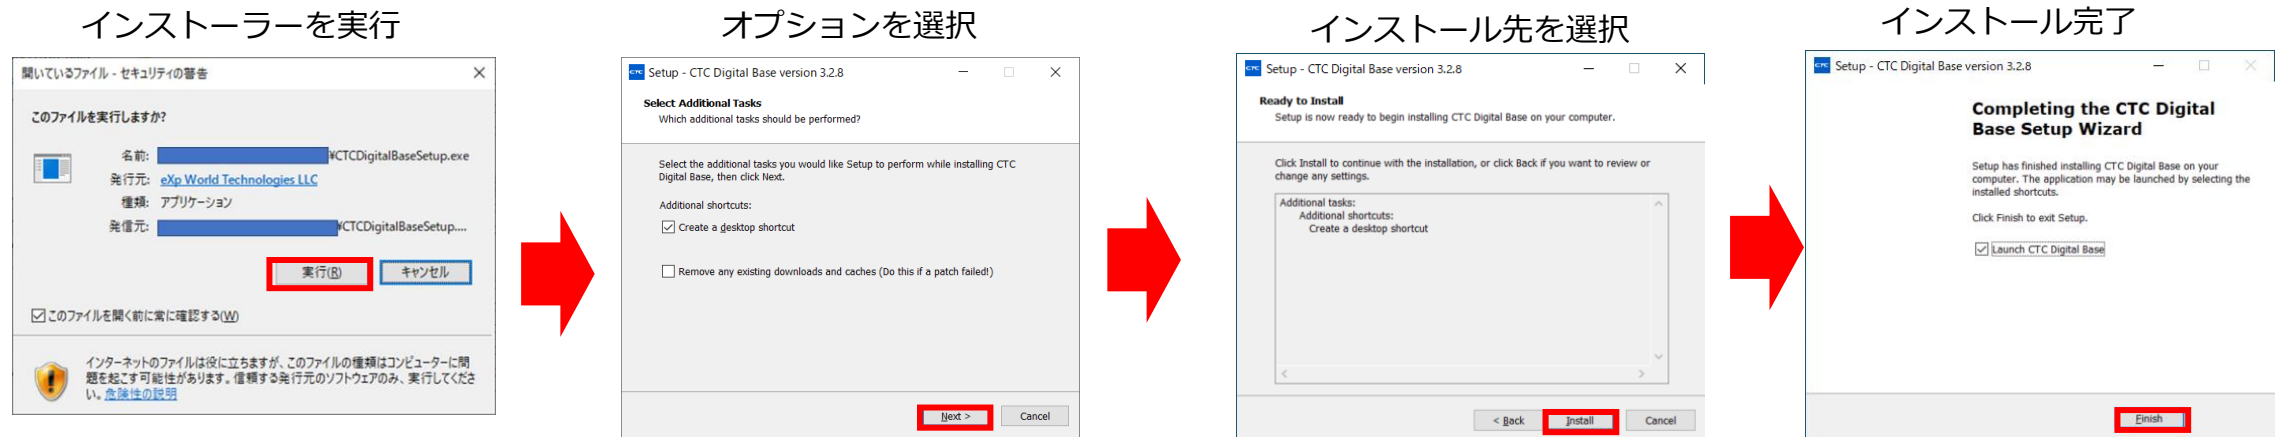 インストーラーを実行
開いているファイル - セキュリティの警告
このファイルを実行しますか?
名前: ¥CTCDigitalBaseSetup.exe
発行元: eXp World Technologies LLC
種類: アプリケーション
発信元: ¥CTCDigitalBaseSetup....
実行(R) キャンセル
このファイルを開く前に常に確認する(W)
インターネットのファイルは役に立ちますが、このファイルの種類はコンピューターに問
題を起こす可能性があります。信頼する発行元のソフトウェアのみ、実行してくださ
い。危険性の説明
オプションを選択
CTC Setup - CTC Digital Base version 3.2.8
Select Additional Tasks
Which additional tasks should be performed?
Select the additional tasks you would like Setup to perform while installing CTC
Digital Base, then click Next.
Additional shortcuts:
Create a desktop shortcut
Remove any existing downloads and caches (Do this if a patch failed!)
Next > Cancel
インストール先を選択
CTC Setup - CTC Digital Base version 3.2.8
Ready to Install
Setup is now ready to begin installing CTC Digital Base on your computer.
Click Install to continue with the installation, or click Back if you want to review or
change any settings.
Additional tasks:
Additional shortcuts:
Create a desktop shortcut
< Back Install Cancel
インストール完了
CTC Setup - CTC Digital Base version 3.2.8
Completing the CTC Digital
Base Setup Wizard
Setup has finished installing CTC Digital Base on your
computer. The application may be launched by selecting the
installed shortcuts.
Click Finish to exit Setup.
Launch CTC Digital Base
Finish